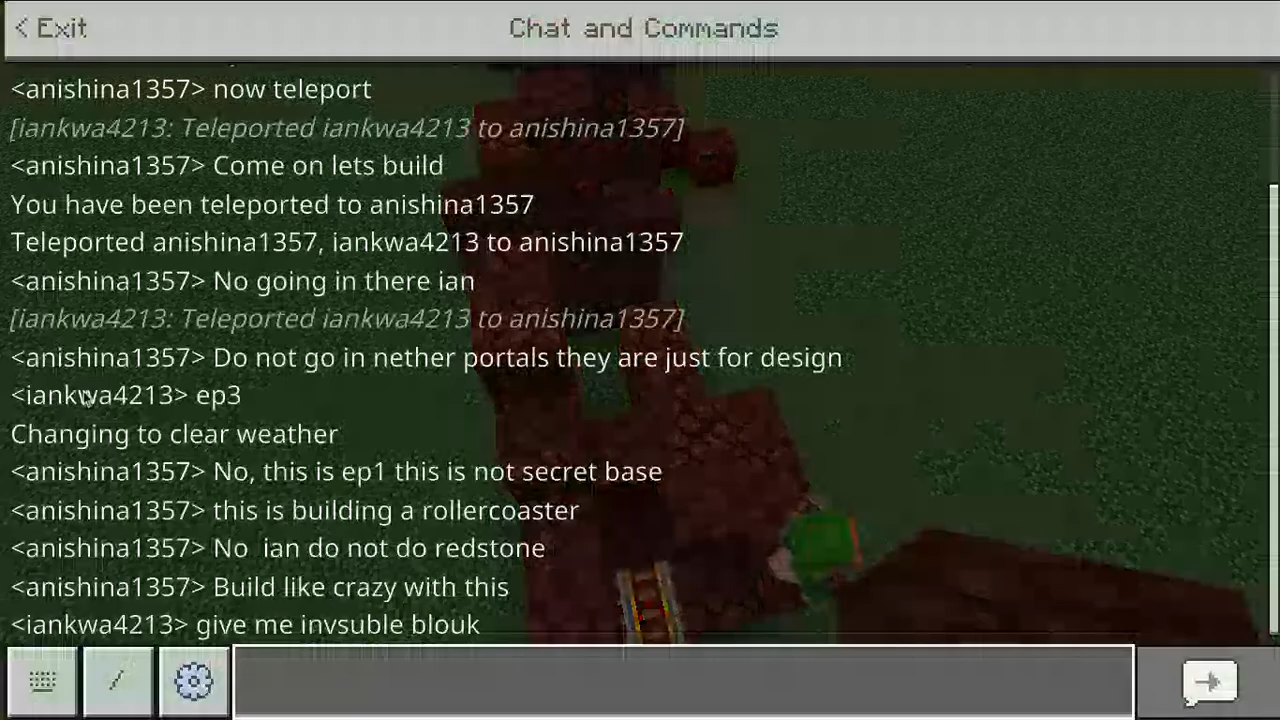 < Exit
Chat and Commands
<anishina1357> now teleport
[iankwa4213: Teleported iankwa4213 to anishina1357]
<anishina1357> Come on lets build
You have been teleported to anishina1357
Teleported anishina1357, iankwa4213 to anishina1357
<anishina1357> No going in there ian
[iankwa4213: Teleported iankwa4213 to anishina1357]
<anishina1357> Do not go in nether portals they are just for design
<iankwa4213> ep3
Changing to clear weather
<anishina1357> No, this is ep1 this is not secret base
<anishina1357> this is building a rollercoaster
<anishina1357> No  ian do not do redstone
<anishina1357> Build like crazy with this
<iankwa4213> give me invsuble blouk
/